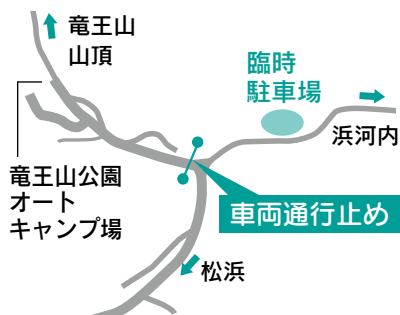 竜王山
山頂
臨時
駐車場
浜河内
竜王山公園
オート
キャンプ場
車両通行止め
松浜